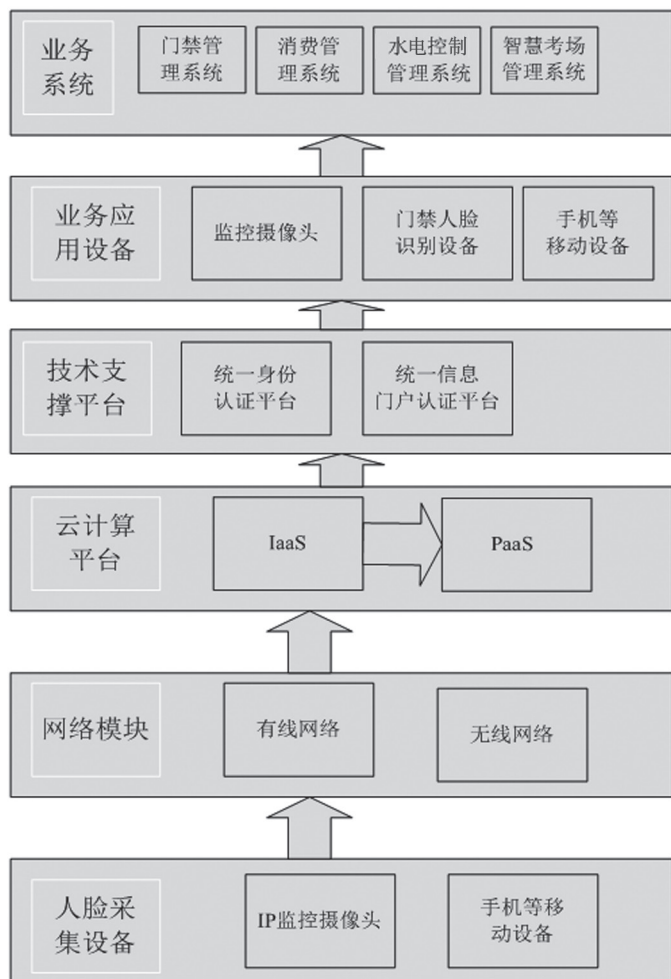 业务
系统
门禁管
理系统
消费管
理系统
水电控制
管理系统
智慧考场
管理系统
业务应
用设备
监控摄像头
门禁人脸
识别设备
手机等
移动设备
技术支
撑平台
统一身份
认证平台
统一信息
门户认证平台
云计算
平台
IaaS
PaaS
网络模块
有线网络
无线网络
人脸采
集设备
IP监控摄像头
手机等移
动设备